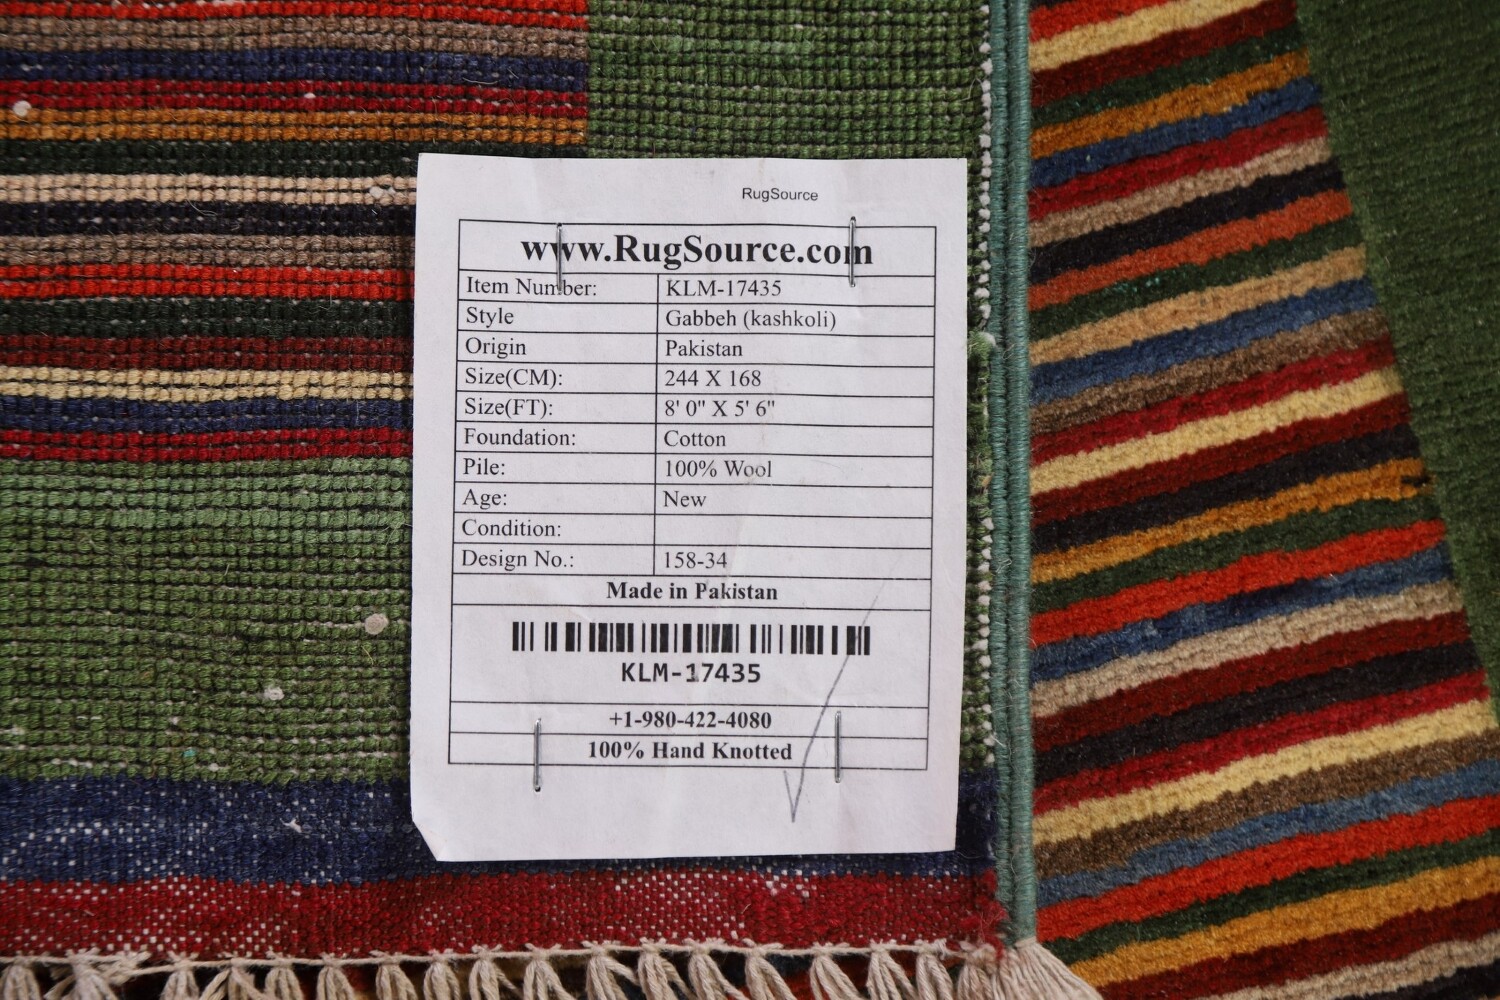 RugSource
www.RugSource.com
Item Number: KLM-17435
Style Gabbeh (kashkoli)
Origin Pakistan
Size(CM): 244 X 168
Size(FT): 8' 0" X 5' 6"
Foundation: Cotton
Pile: 100% Wool
Age: New
Condition:
Design No.: 158-34
Made in Pakistan
KLM-17435
+1-980-422-4080
100% Hand Knotted